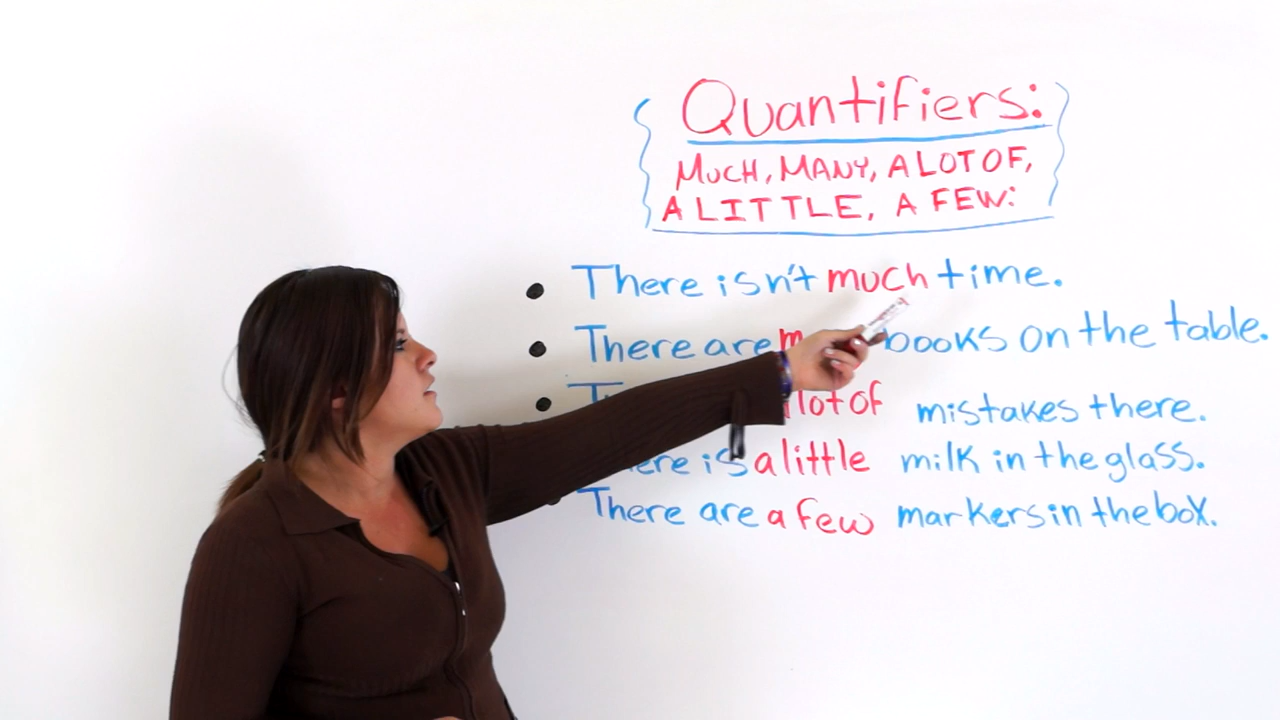 Quantifiers:
MUCH, MANY, A LOT OF,
A LITTLE, A FEW:
• There isn't much time.
• There are books on the table.
• lot of mistakes there.
is a little milk in the glass.
There are a few markers in the box.